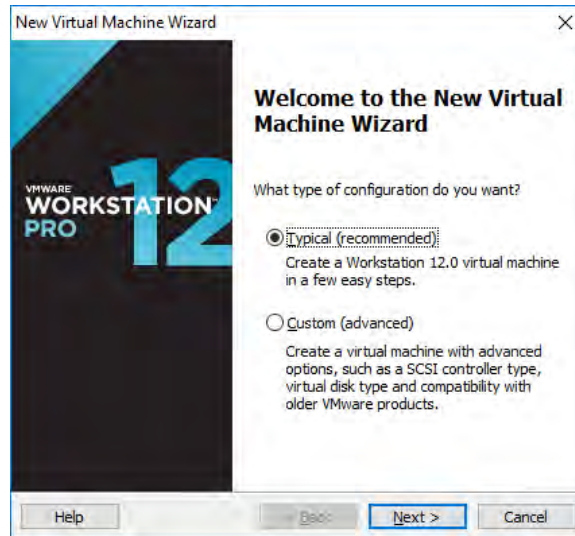 New Virtual Machine Wizard
Welcome to the New Virtual
Machine Wizard
VMWARE
WORKSTATION™
PRO
12
What type of configuration do you want?
Typical (recommended)
Create a Workstation 12.0 virtual machine
in a few easy steps.
Custom (advanced)
Create a virtual machine with advanced
options, such as a SCSI controller type,
virtual disk type and compatibility with
older VMware products.
Help
< Back
Next >
Cancel